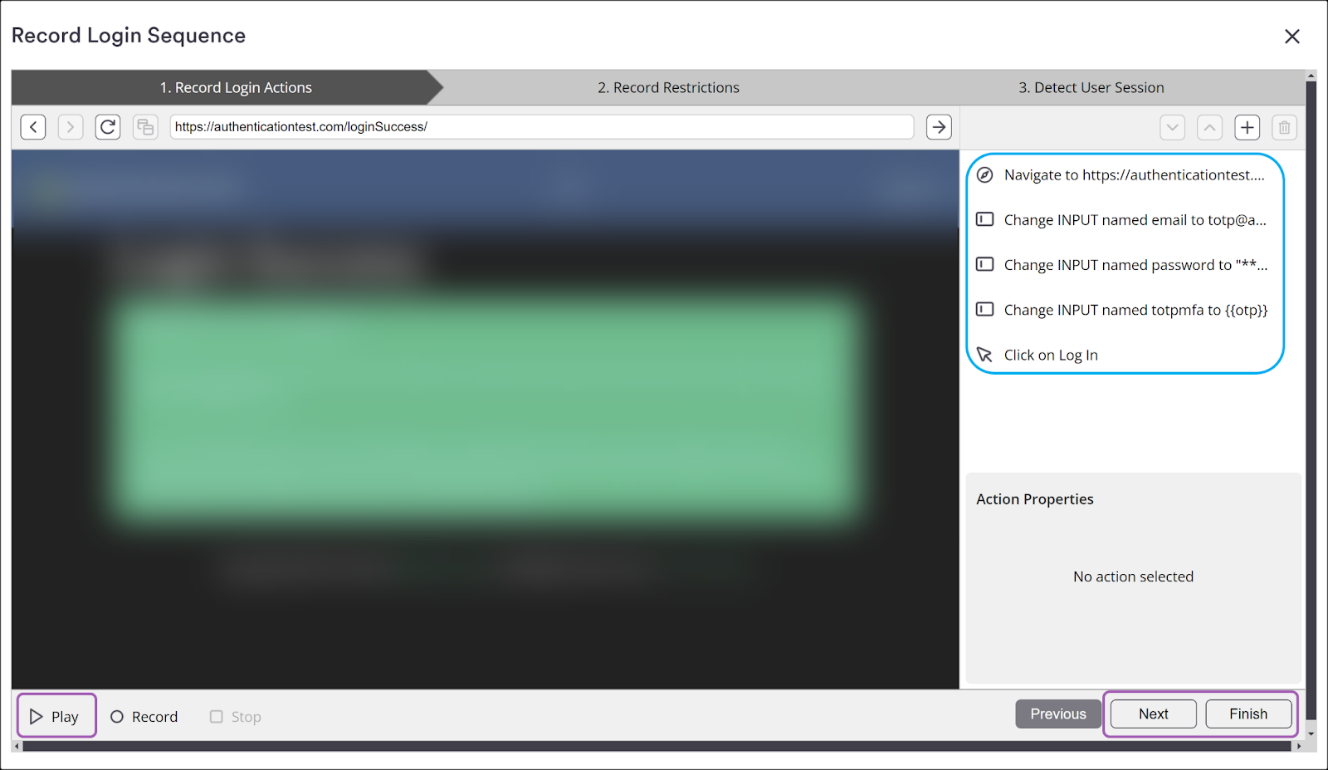 Record Login Sequence
1. Record Login Actions
2. Record Restrictions
3. Detect User Session
https://authenticationtest.com/loginSuccess/
Navigate to https://authenticationtest....
Change INPUT named email to totp@a...
Change INPUT named password to "**...
Change INPUT named totpmfa to {{otp}}
Click on Log In
Action Properties
No action selected
Play
Record
Stop
Previous
Next
Finish